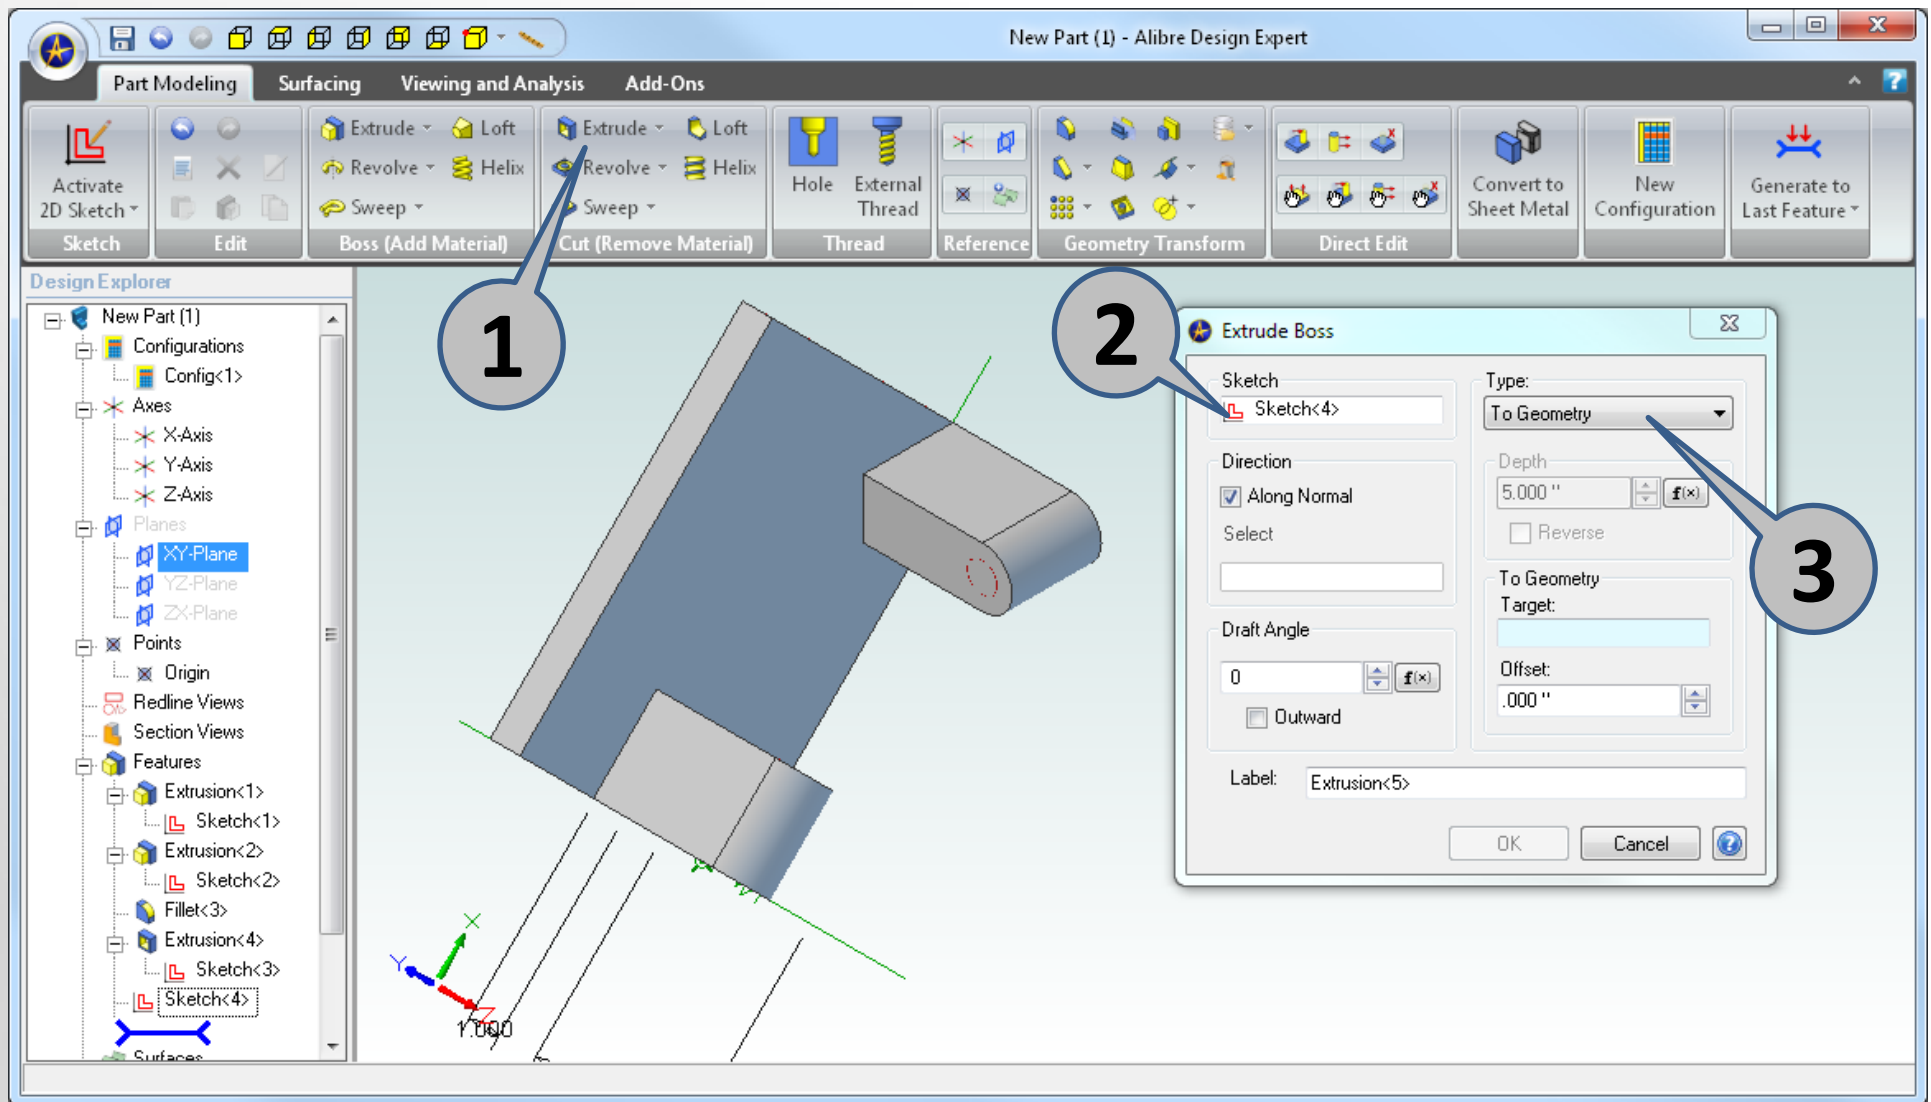 New Part (1) - Alibre Design Expert
Part Modeling Surfacing Viewing and Analysis Add-Ons
Extrude Loft Extrude Loft
Revolve Helix Revolve Helix
Sweep Sweep
Activate
2D Sketch
Hole External
Thread
Convert to
Sheet Metal
New
Configuration
Generate to
Last Feature
Sketch Edit Boss (Add Material) Cut (Remove Material) Thread Reference Geometry Transform Direct Edit
Design Explorer
New Part (1)
Configurations
Config<1>
Axes
X-Axis
Y-Axis
Z-Axis
Planes
XY-Plane
YZ-Plane
ZX-Plane
Points
Origin
Redline Views
Section Views
Features
Extrusion<1>
Sketch<1>
Extrusion<2>
Sketch<2>
Fillet<3>
Extrusion<4>
Sketch<3>
Sketch<4>
Surfaces
1
2
3
X
Y
Z
1.000
Extrude Boss
Sketch
Sketch<4>
Direction
Along Normal
Select
Draft Angle
0
f(x)
Outward
Type:
To Geometry
Depth
5.000 "
f(x)
Reverse
To Geometry
Target:
Offset:
.000 "
Label: Extrusion<5>
OK Cancel ?